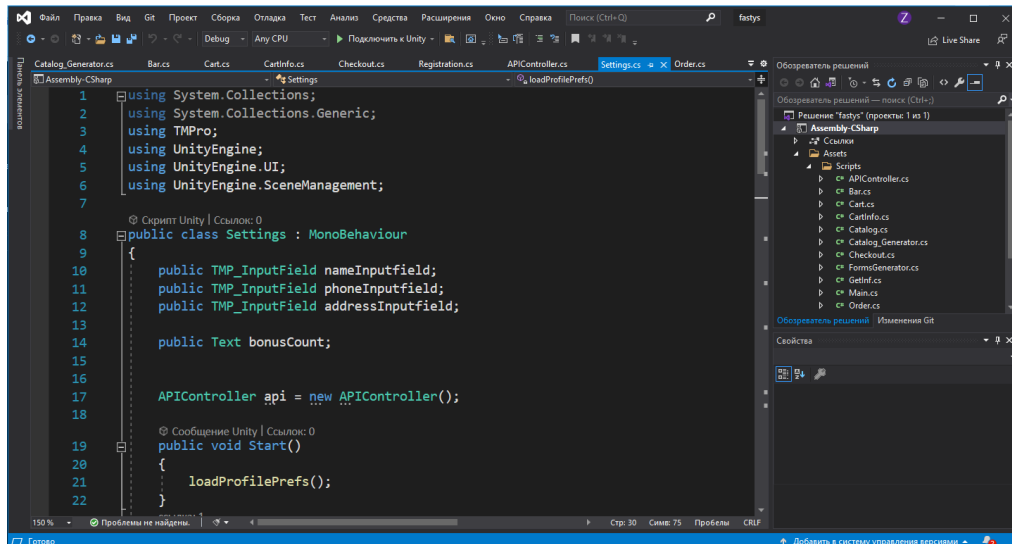 Файл Правка Вид Git Проект Сборка Отладка Тест Анализ Средства Расширения Окно Справка Поиск (Ctrl+Q) fastys Z
Debug Any CPU Подключить к Unity Live Share
Панель элементов
Catalog_Generator.cs Bar.cs Cart.cs CartInfo.cs Checkout.cs Registration.cs APIController.cs Settings.cs Order.cs
Assembly-CSharp Settings loadProfilePrefs()
1 using System.Collections;
2 using System.Collections.Generic;
3 using TMPro;
4 using UnityEngine;
5 using UnityEngine.UI;
6 using UnityEngine.SceneManagement;
7
Скрипт Unity | Ссылок: 0
8 public class Settings : MonoBehaviour
9 {
10 public TMP_InputField nameInputfield;
11 public TMP_InputField phoneInputfield;
12 public TMP_InputField addressInputfield;
13
14 public Text bonusCount;
15
16
17 APIController api = new APIController();
18
Сообщение Unity | Ссылок: 0
19 public void Start()
20 {
21 loadProfilePrefs();
22 }
150 % Проблемы не найдены. Стр: 30 Симв: 75 Пробелы CRLF
Обозреватель решений
Обозреватель решений — поиск (Ctrl+;)
Решение "fastys" (проекты: 1 из 1)
Assembly-CSharp
Ссылки
Assets
Scripts
C# APIController.cs
C# Bar.cs
C# Cart.cs
C# CartInfo.cs
C# Catalog.cs
C# Catalog_Generator.cs
C# Checkout.cs
C# FormsGenerator.cs
C# GetInf.cs
C# Main.cs
C# Order.cs
Обозреватель решений Изменения Git
Свойства
Готово Добавить в систему управления версиями